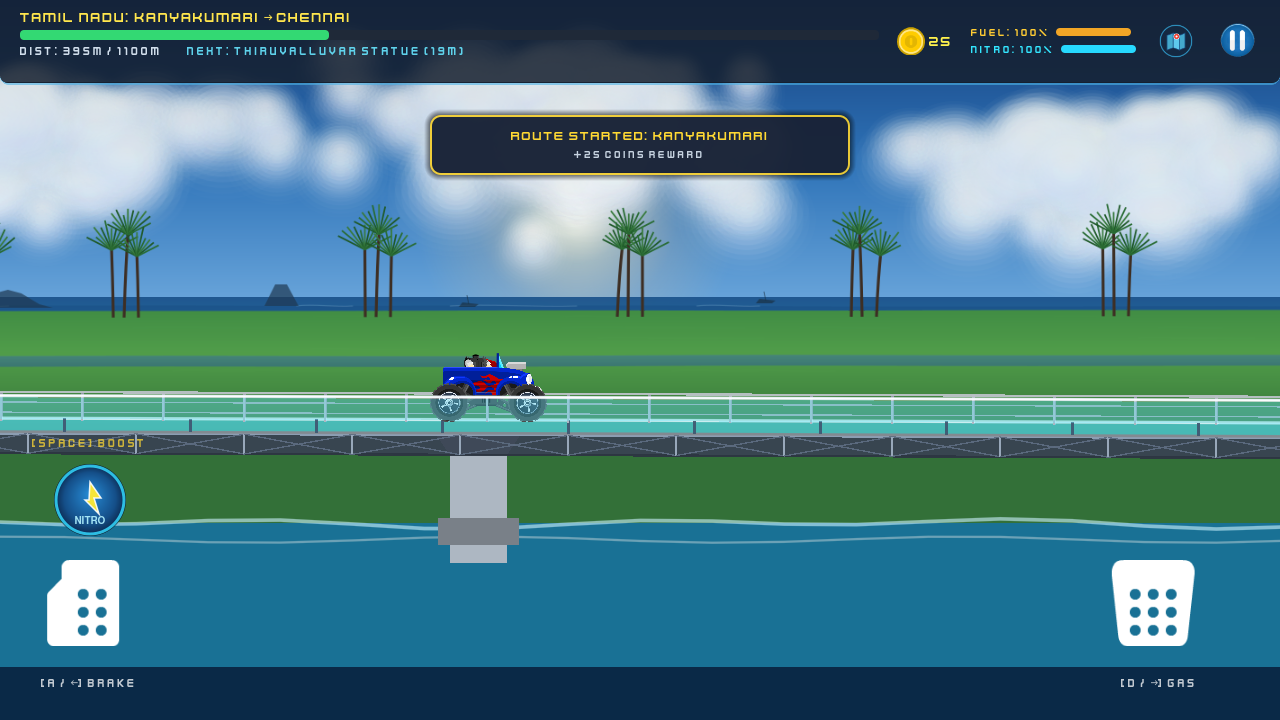 TAMIL NADU: KANYAKUMARI → CHENNAI
DIST: 395M / 1100M
NEXT: THIRUVALLUVAR STATUE (19M)
25
FUEL: 100%
NITRO: 100%
ROUTE STARTED: KANYAKUMARI
+25 COINS REWARD
[SPACE] BOOST
NITRO
[A / ←] BRAKE
[D / →] GAS